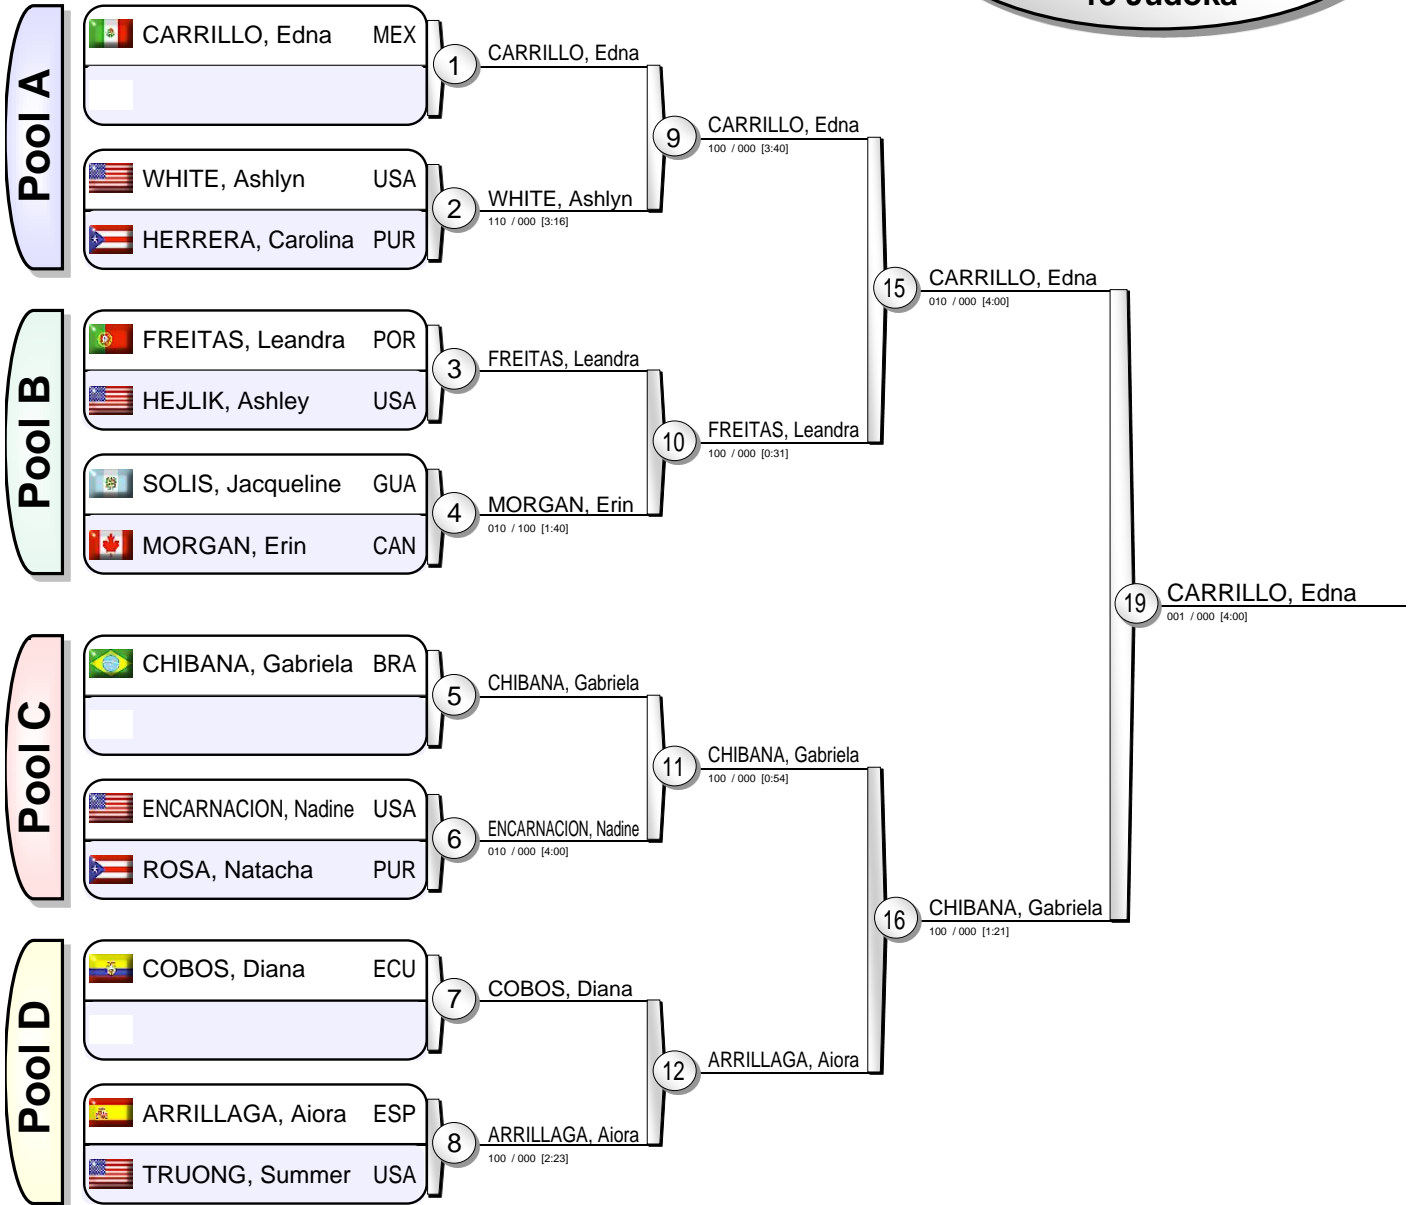 Pool A
CARRILLO, Edna MEX
1
CARRILLO, Edna
WHITE, Ashlyn USA
HERRERA, Carolina PUR
2
WHITE, Ashlyn
110 / 000 [3:16]
9
CARRILLO, Edna
100 / 000 [3:40]
Pool B
FREITAS, Leandra POR
HEJLIK, Ashley USA
3
FREITAS, Leandra
SOLIS, Jacqueline GUA
MORGAN, Erin CAN
4
MORGAN, Erin
010 / 100 [1:40]
10
FREITAS, Leandra
100 / 000 [0:31]
15
CARRILLO, Edna
010 / 000 [4:00]
Pool C
CHIBANA, Gabriela BRA
5
CHIBANA, Gabriela
ENCARNACION, Nadine USA
ROSA, Natacha PUR
6
ENCARNACION, Nadine
010 / 000 [4:00]
11
CHIBANA, Gabriela
100 / 000 [0:54]
Pool D
COBOS, Diana ECU
7
COBOS, Diana
ARRILLAGA, Aiora ESP
TRUONG, Summer USA
8
ARRILLAGA, Aiora
100 / 000 [2:23]
12
ARRILLAGA, Aiora
16
CHIBANA, Gabriela
100 / 000 [1:21]
19
CARRILLO, Edna
001 / 000 [4:00]
Judoka